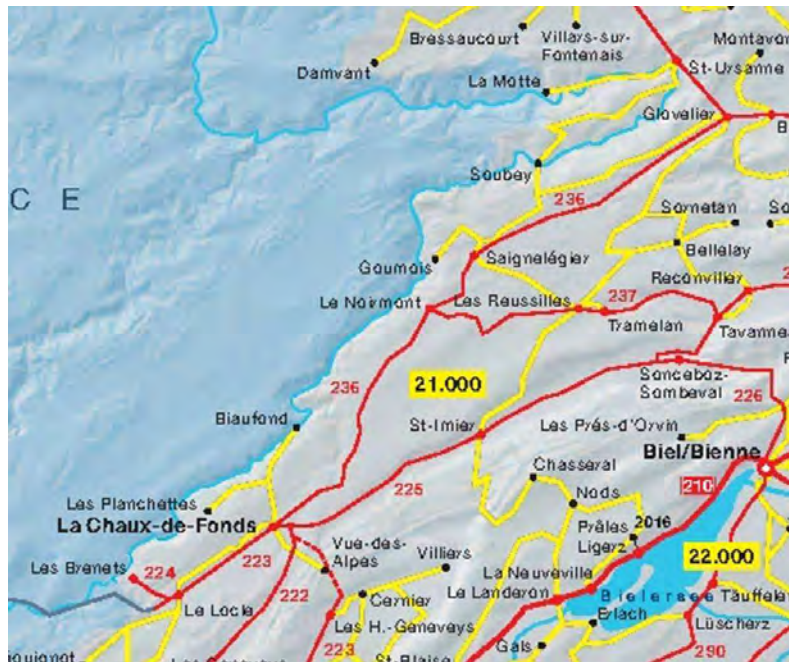 Bressaucourt
Villars-sur-
Fontenais
Montavon
Damvant
La Motte
St-Ursanne
Glovelier
B
Soubey
C E
236
Sornetan
So
Goumois
Saignelégier
Bellelay
Reconvilier
Le Noirmont
Les Reussilles
237
2
Tramelan
Tavannes
236
21.000
Sonceboz-
Sombeval
226
Biaufond
St-Imier
Les Prés-d'Orvin
Biel/Bienne
Chasseral
225
210
Les Planchettes
Nods
La Chaux-de-Fonds
Prâles
2016
Vue-des-
Alpes
Villiers
Ligerz
22.000
Les Brenets
224
223
222
La Neuveville
Le Landeron
Bielersee
Täuffelen
Le Locle
Cernier
Erlach
Les H.-Geneveys
Lüscherz
223
Gals
290
St-Blaise